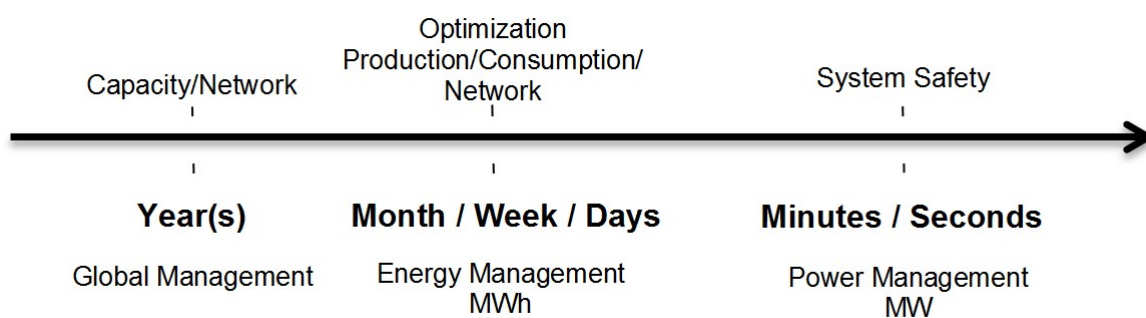 Capacity/Network
Optimization
Production/Consumption/
Network
System Safety
Year(s)
Month / Week / Days
Minutes / Seconds
Global Management
Energy Management
MWh
Power Management
MW